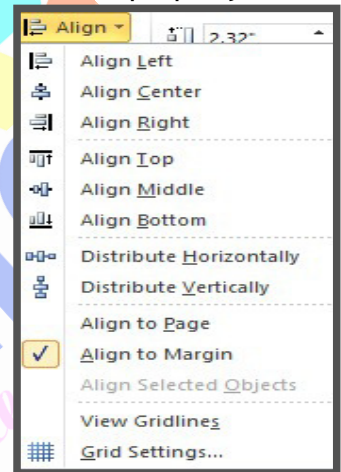 Align 2.32"
Align Left
Align Center
Align Right
Align Top
Align Middle
Align Bottom
Distribute Horizontally
Distribute Vertically
Align to Page
Align to Margin
Align Selected Objects
View Gridlines
Grid Settings...